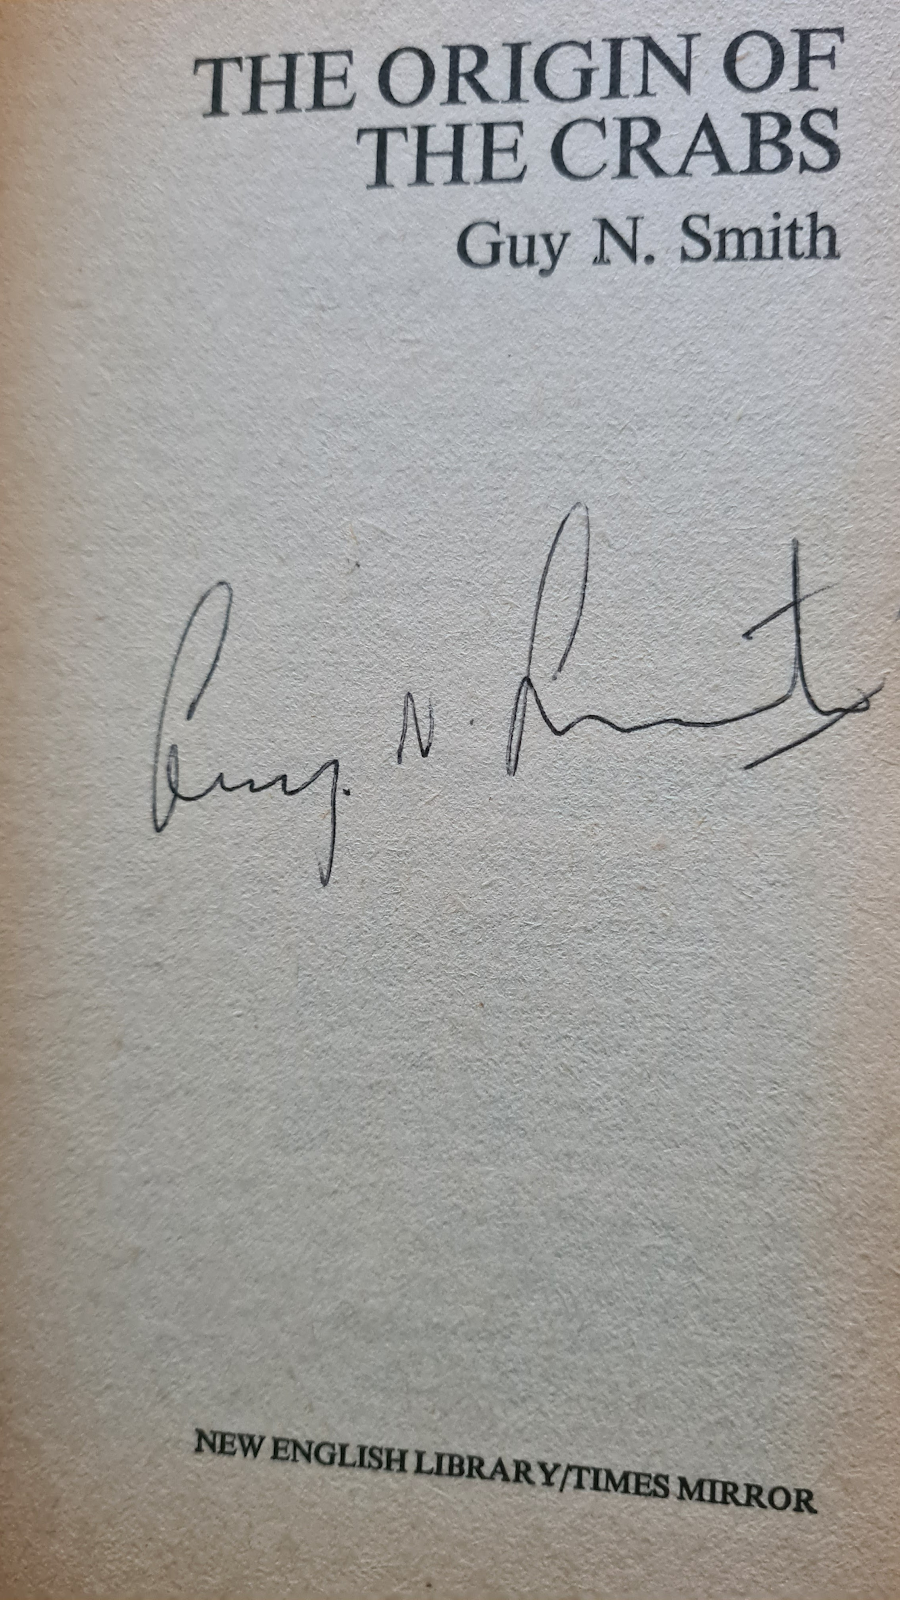 THE ORIGIN OF
THE CRABS
Guy N. Smith
Guy. N. Smith
NEW ENGLISH LIBRARY/TIMES MIRROR